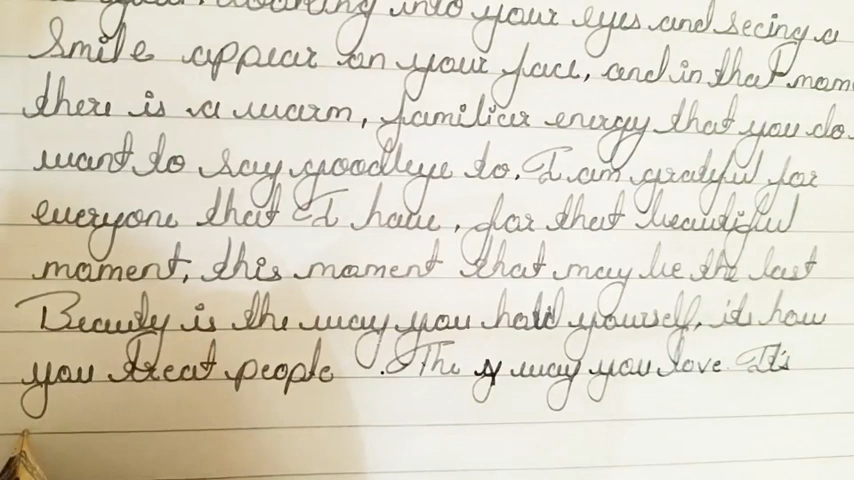 into your eyes and seeing a
Smile appear on your face, and in that mom
there is a warm, familiar energy that you do
want to say goodbye to. I am grateful for
everyone that I have, for that beautiful
moment, this moment that may be the last
Beauty is the way you hold yourself, it's how
you treat people . The way you love It's